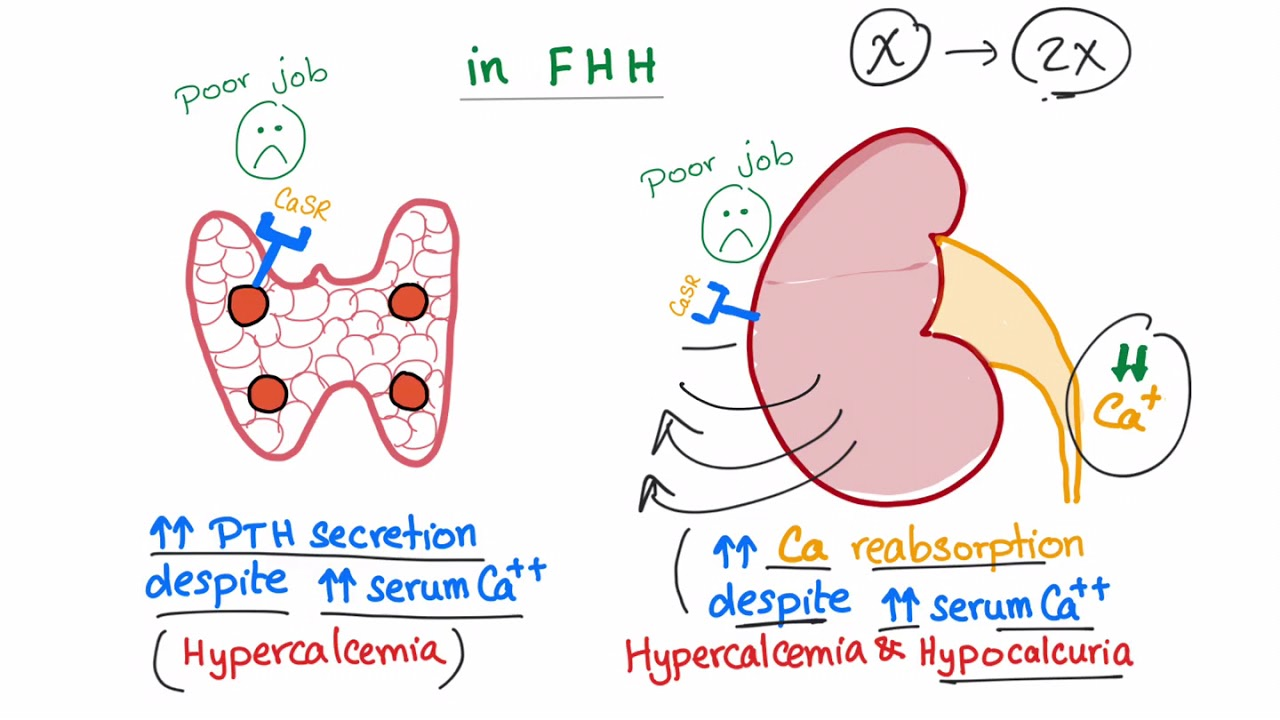 in FHH
x → 2x
Poor job
CaSR
Poor job
CaSR
↓↓
Ca⁺
↑↑ PTH secretion
despite ↑↑ serum Ca⁺⁺
(Hypercalcemia)
↑↑ Ca reabsorption
despite ↑↑ serum Ca⁺⁺
Hypercalcemia & Hypocalcuria